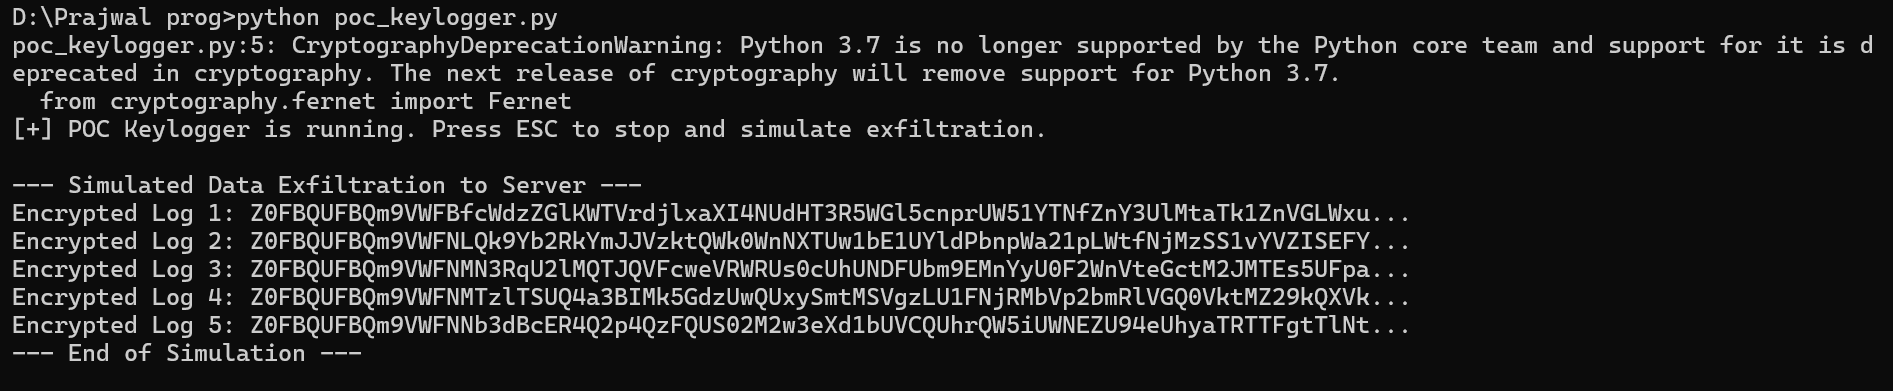 D:\Prajwal prog>python poc_keylogger.py
poc_keylogger.py:5: CryptographyDeprecationWarning: Python 3.7 is no longer supported by the Python core team and support for it is d
eprecated in cryptography. The next release of cryptography will remove support for Python 3.7.
  from cryptography.fernet import Fernet
[+] POC Keylogger is running. Press ESC to stop and simulate exfiltration.

--- Simulated Data Exfiltration to Server ---
Encrypted Log 1: Z0FBQUFBQm9VWFBfcWdzZGlKWTVrdjlxaXI4NUdHT3R5WGl5cnprUW51YTNfZnY3UlMtaTk1ZnVGLWxu...
Encrypted Log 2: Z0FBQUFBQm9VWFNLQk9Yb2RkYmJJVzktQWk0WnNXTUw1bE1UYldPbnpWa21pLWtfNjMzSS1vYVZISEFY...
Encrypted Log 3: Z0FBQUFBQm9VWFNMN3RqU2lMQTJQVFcweVRWRUs0cUhUNDFUbm9EMnYyU0F2WnVteGctM2JMTEs5UFpa...
Encrypted Log 4: Z0FBQUFBQm9VWFNMTzlTSUQ4a3BIMk5GdzUwQUxySmtMSVgzLU1FNjRMbVp2bmRlVGQ0VktMZ29kQXVk...
Encrypted Log 5: Z0FBQUFBQm9VWFNNb3dBcER4Q2p4QzFQUS02M2w3eXd1bUVCQUhrQW5iUWNEZU94eUhyaTRTTFgtTlNt...
--- End of Simulation ---